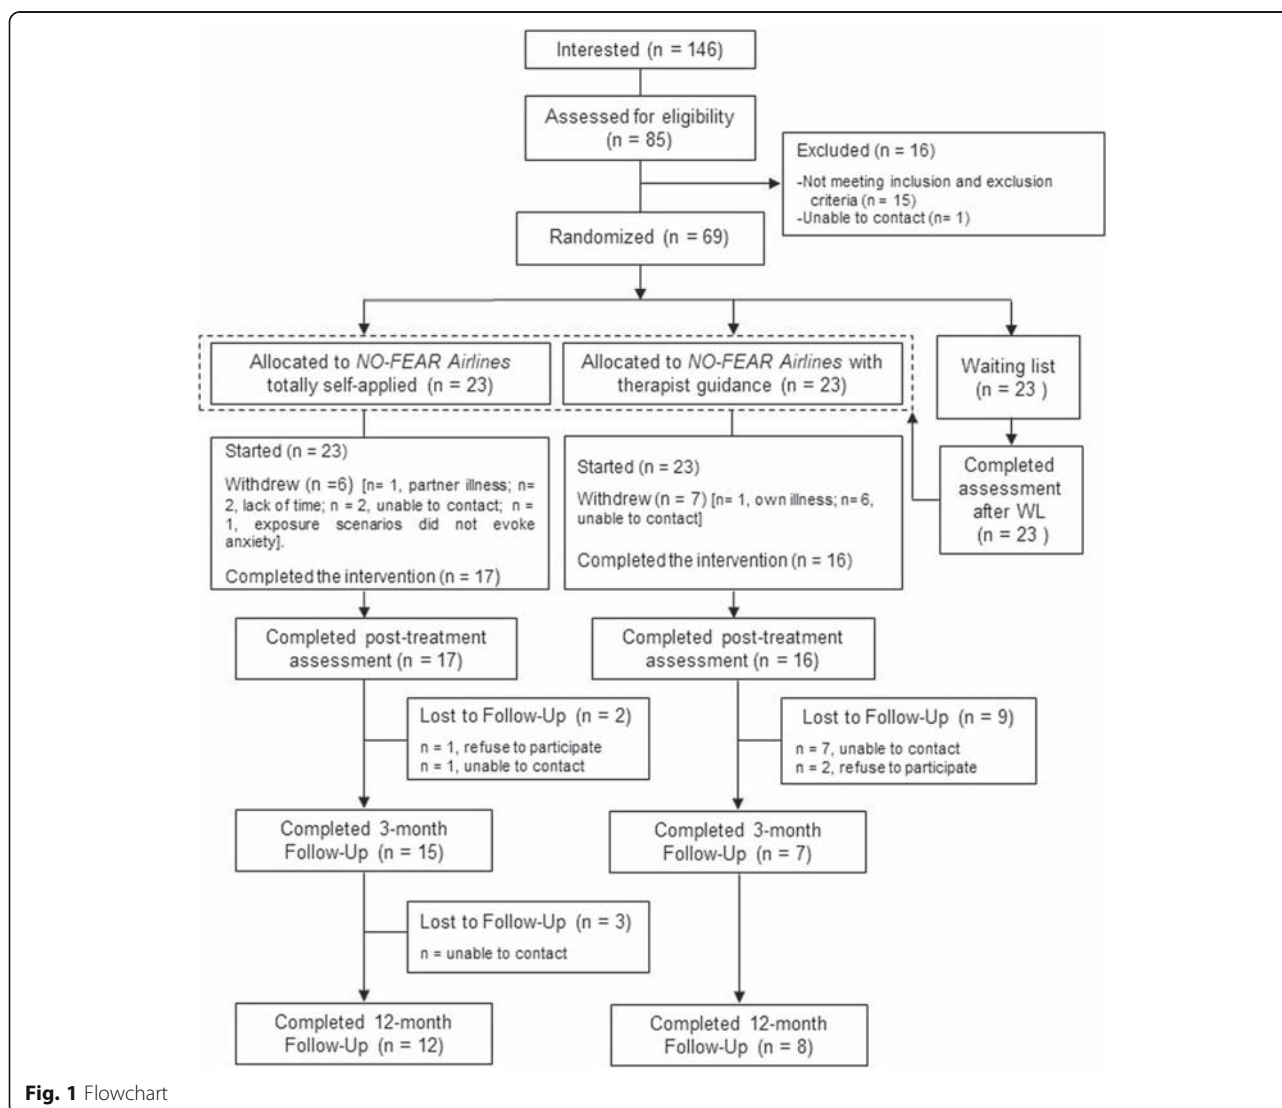 Interested (n = 146)
Assessed for eligibility
(n = 85)
Excluded (n = 16)
-Not meeting inclusion and exclusion
criteria (n = 15)
-Unable to contact (n= 1)
Randomized (n = 69)
Allocated to NO-FEAR Airlines
totally self-applied (n = 23)
Allocated to NO-FEAR Airlines with
therapist guidance (n = 23)
Waiting list
(n = 23 )
Completed
assessment
after WL
(n = 23 )
Started (n = 23)
Withdrew (n =6) [n= 1, partner illness; n=
2, lack of time; n = 2, unable to contact; n =
1, exposure scenarios did not evoke
anxiety].
Completed the intervention (n = 17)
Started (n = 23)
Withdrew (n = 7) [n= 1, own illness; n= 6,
unable to contact]
Completed the intervention (n = 16)
Completed post-treatment
assessment (n = 17)
Completed post-treatment
assessment (n = 16)
Lost to Follow-Up (n = 2)
n = 1, refuse to participate
n = 1, unable to contact
Lost to Follow-Up (n = 9)
n = 7, unable to contact
n = 2, refuse to participate
Completed 3-month
Follow-Up (n = 15)
Completed 3-month
Follow-Up (n = 7)
Lost to Follow-Up (n = 3)
n = unable to contact
Completed 12-month
Follow-Up (n = 12)
Completed 12-month
Follow-Up (n = 8)
Fig. 1 Flowchart